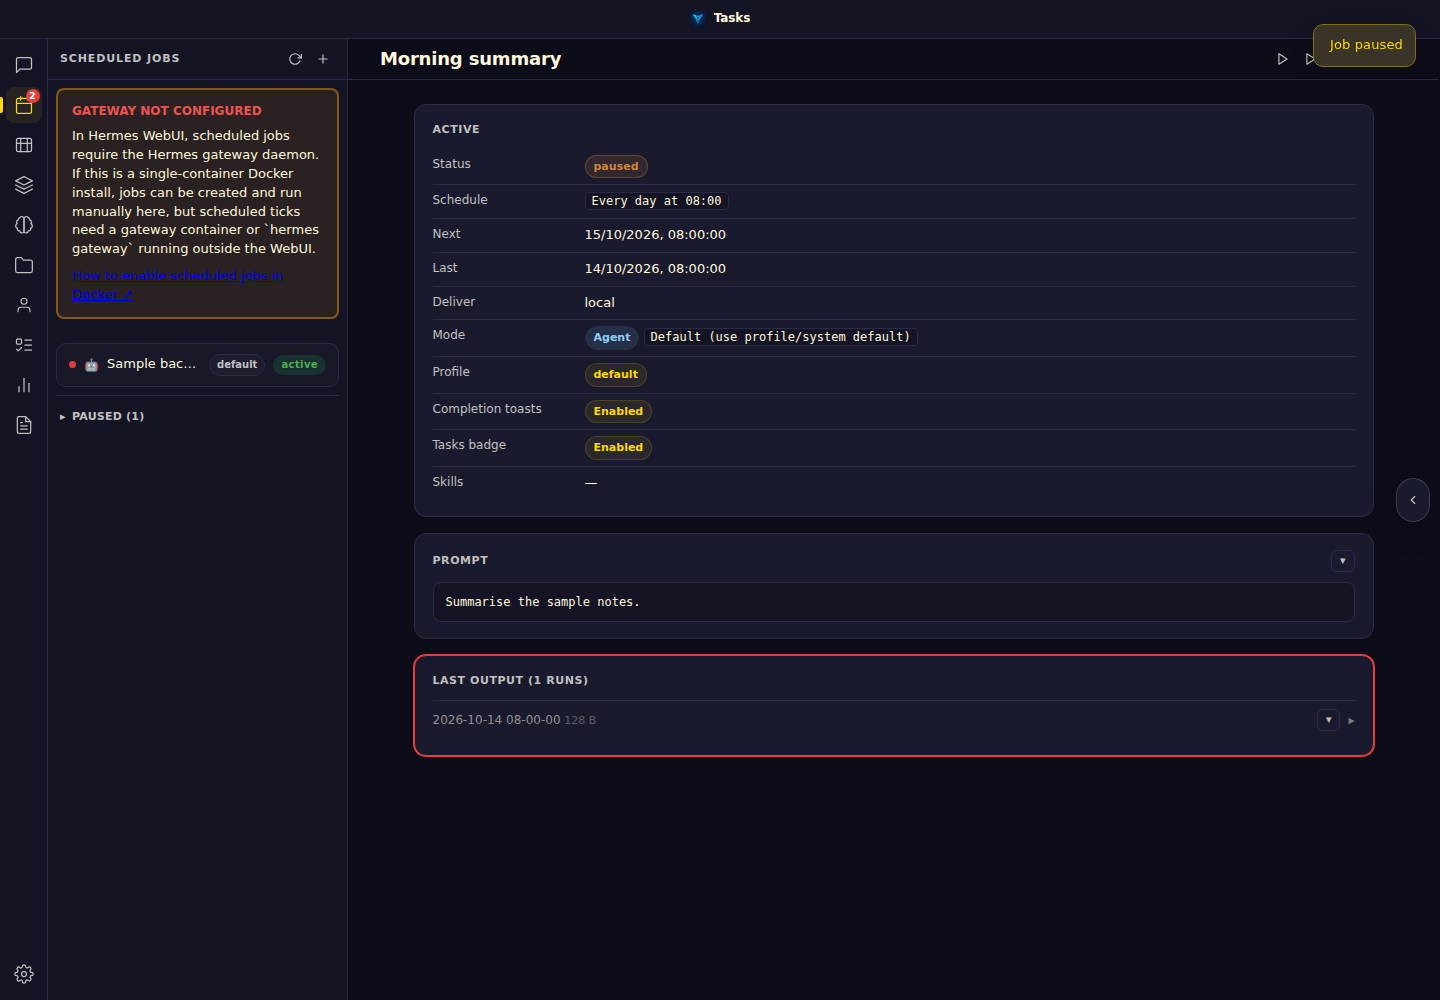 Tasks
Job paused
SCHEDULED JOBS
Morning summary
2
GATEWAY NOT CONFIGURED
In Hermes WebUI, scheduled jobs
require the Hermes gateway daemon.
If this is a single-container Docker
install, jobs can be created and run
manually here, but scheduled ticks
need a gateway container or `hermes
gateway` running outside the WebUI.
How to enable scheduled jobs in
Docker ↗
Sample bac… default active
▸ PAUSED (1)
ACTIVE
Status paused
Schedule Every day at 08:00
Next 15/10/2026, 08:00:00
Last 14/10/2026, 08:00:00
Deliver local
Mode Agent Default (use profile/system default)
Profile default
Completion toasts Enabled
Tasks badge Enabled
Skills —
PROMPT
Summarise the sample notes.
LAST OUTPUT (1 RUNS)
2026-10-14 08-00-00 128 B